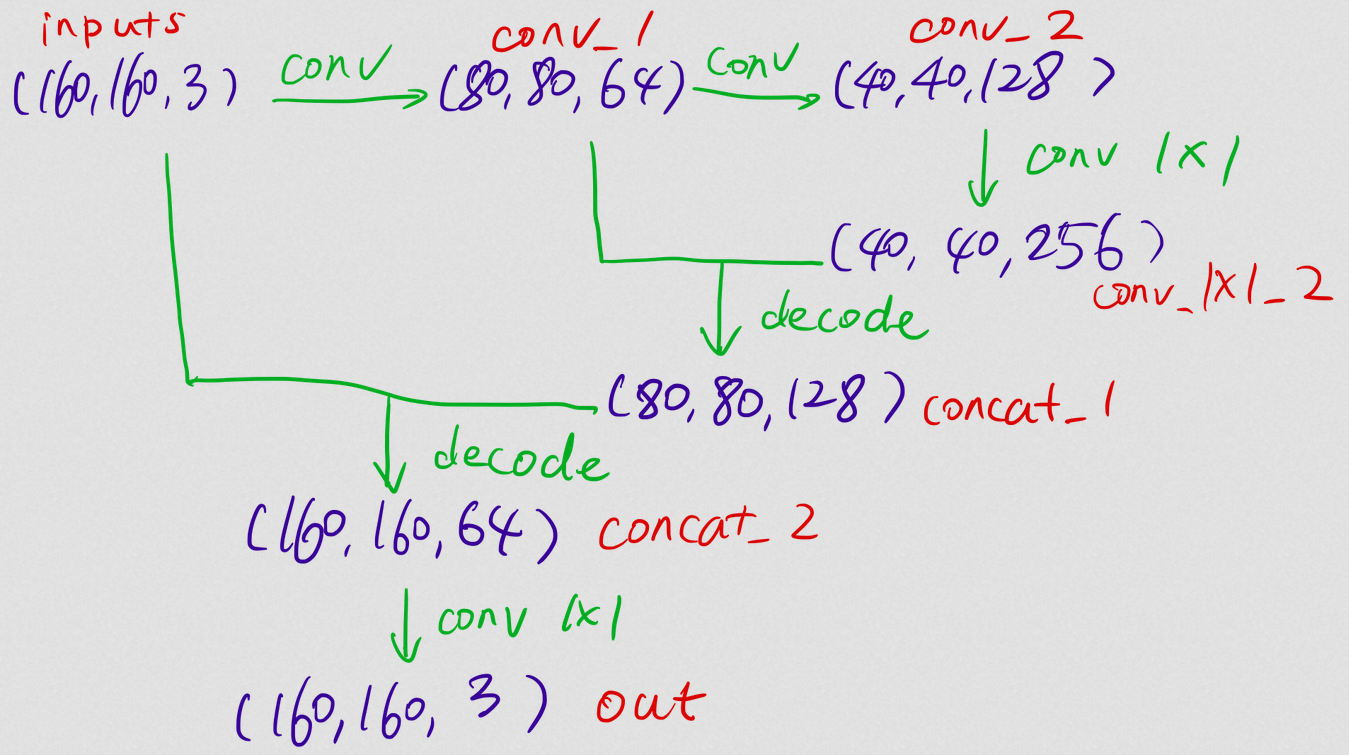 inputs conv_1 conv_2
(160,160,3) conv (80,80,64) conv (40,40,128)
conv 1x1
(40, 40,256)
conv_1x1_2
decode
(80,80,128) concat_1
decode
(160,160,64) concat_2
conv 1x1
(160,160,3) out